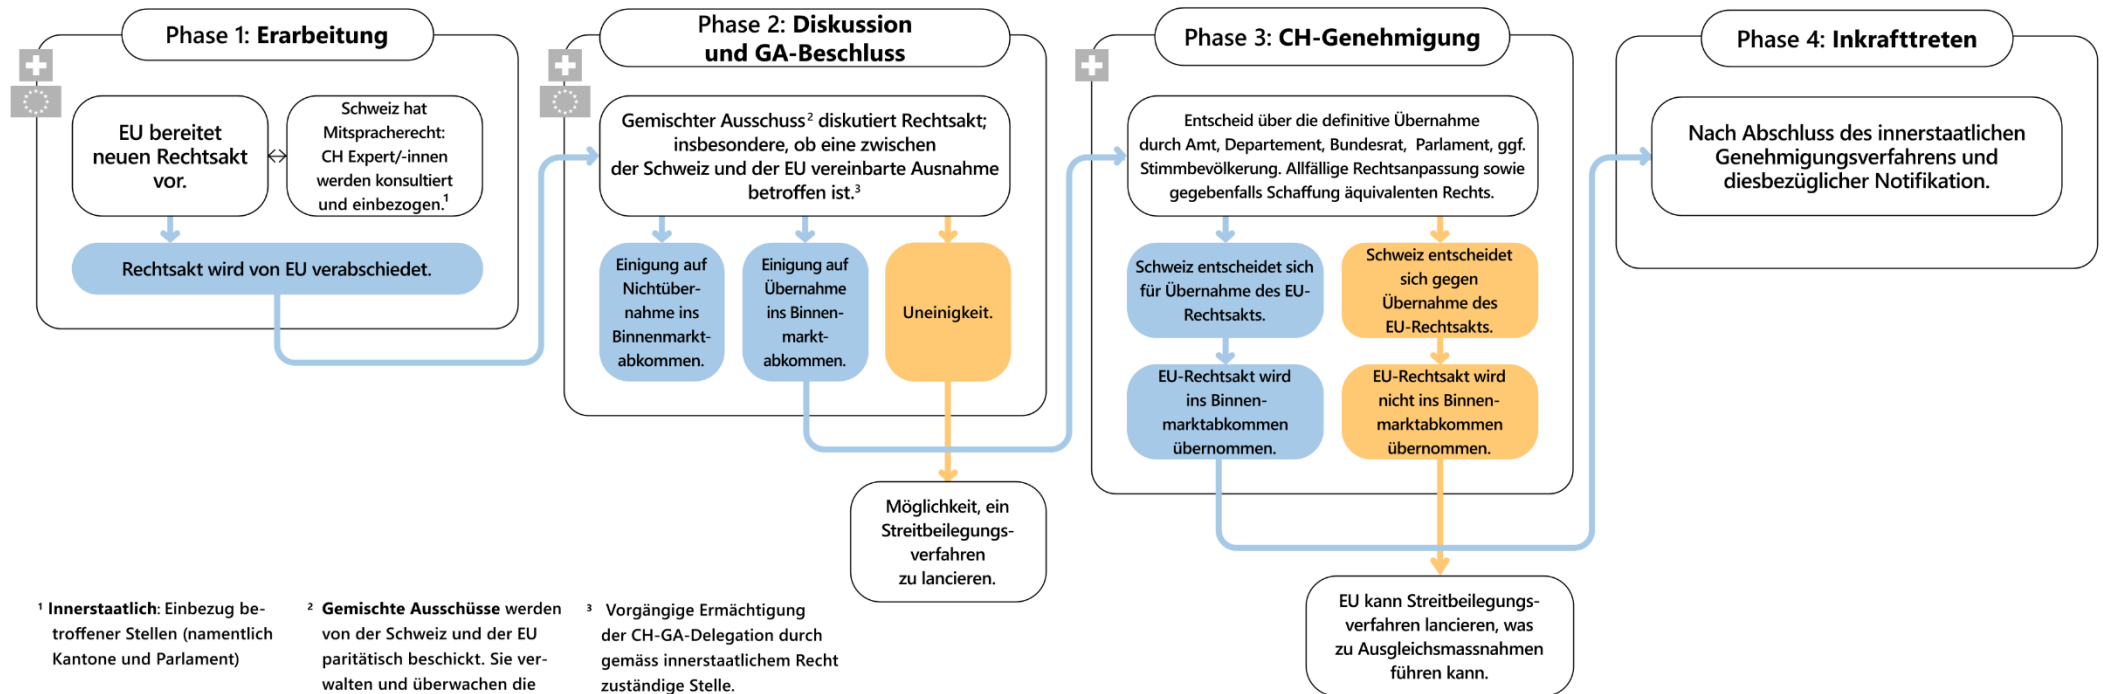 Phase 1: Erarbeitung
EU bereitet
neuen Rechtsakt
vor.
Schweiz hat
Mitspracherecht:
CH Expert/-innen
werden konsultiert
und einbezogen.¹
Rechtsakt wird von EU verabschiedet.
Phase 2: Diskussion
und GA-Beschluss
Gemischter Ausschuss² diskutiert Rechtsakt;
insbesondere, ob eine zwischen
der Schweiz und der EU vereinbarte Ausnahme
betroffen ist.³
Einigung auf
Nichtüber-
nahme ins
Binnenmarkt-
abkommen.
Einigung auf
Übernahme
ins Binnen-
markt-
abkommen.
Uneinigkeit.
Möglichkeit, ein
Streitbeilegungs-
verfahren
zu lancieren.
Phase 3: CH-Genehmigung
Entscheid über die definitive Übernahme
durch Amt, Departement, Bundesrat, Parlament, ggf.
Stimmbevölkerung. Allfällige Rechtsanpassung sowie
gegebenfalls Schaffung äquivalenten Rechts.
Schweiz entscheidet sich
für Übernahme des EU-
Rechtsakts.
Schweiz entscheidet
sich gegen
Übernahme des
EU-Rechtsakts.
EU-Rechtsakt wird
ins Binnen-
marktabkommen
übernommen.
EU-Rechtsakt wird
nicht ins Binnen-
marktabkommen
übernommen.
EU kann Streitbeilegungs-
verfahren lancieren, was
zu Ausgleichsmassnahmen
führen kann.
Phase 4: Inkrafttreten
Nach Abschluss des innerstaatlichen
Genehmigungsverfahrens und
diesbezüglicher Notifikation.
¹ Innerstaatlich: Einbezug be-
troffener Stellen (namentlich
Kantone und Parlament)
² Gemischte Ausschüsse werden
von der Schweiz und der EU
paritätisch beschickt. Sie ver-
walten und überwachen die
³ Vorgängige Ermächtigung
der CH-GA-Delegation durch
gemäss innerstaatlichem Recht
zuständige Stelle.